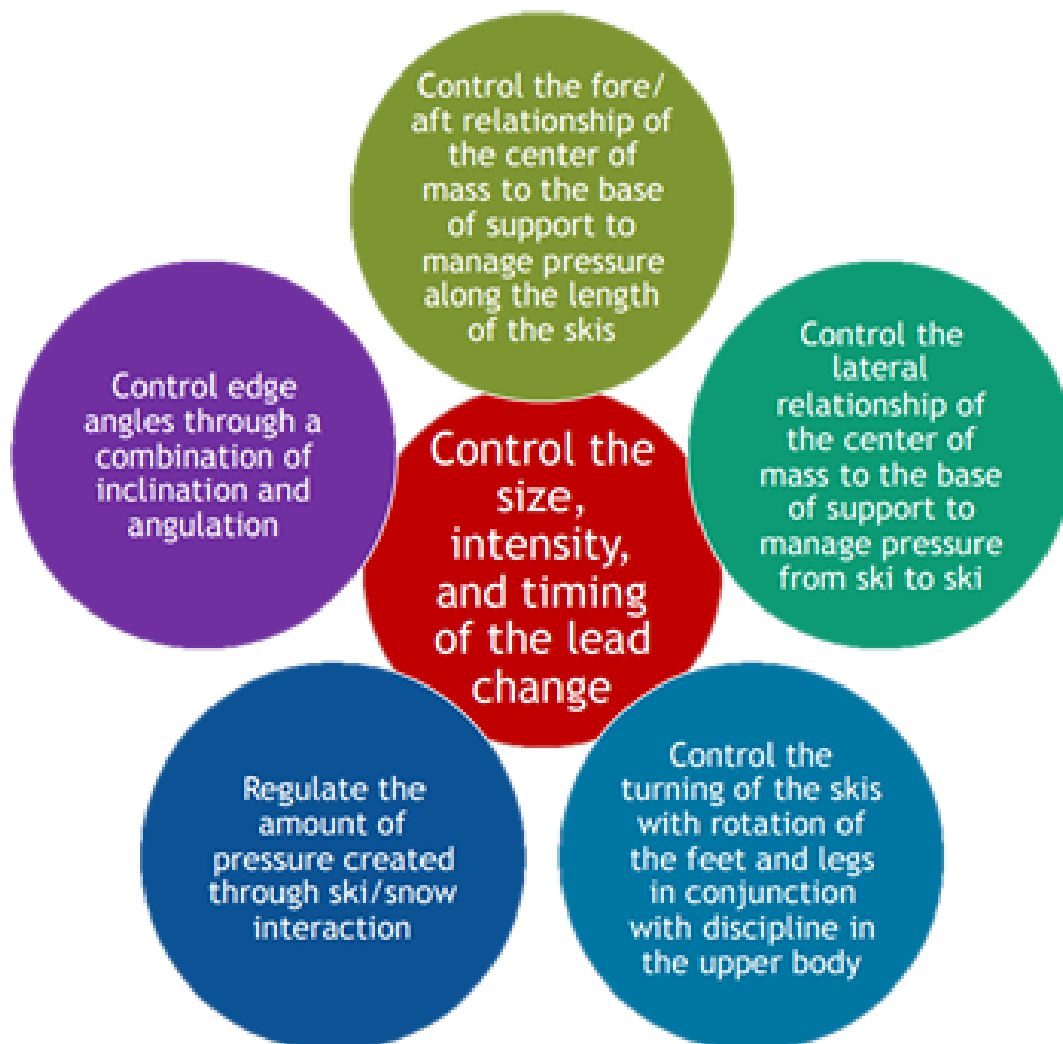 Control the fore/
aft relationship of
the center of
mass to the base
of support to
manage pressure
along the length
of the skis
Control the
lateral
relationship of
the center of
mass to the base
of support to
manage pressure
from ski to ski
Control the
turning of the skis
with rotation of
the feet and legs
in conjunction
with discipline in
the upper body
Regulate the
amount of
pressure created
through ski/snow
interaction
Control edge
angles through a
combination of
inclination and
angulation
Control the
size,
intensity,
and timing
of the lead
change